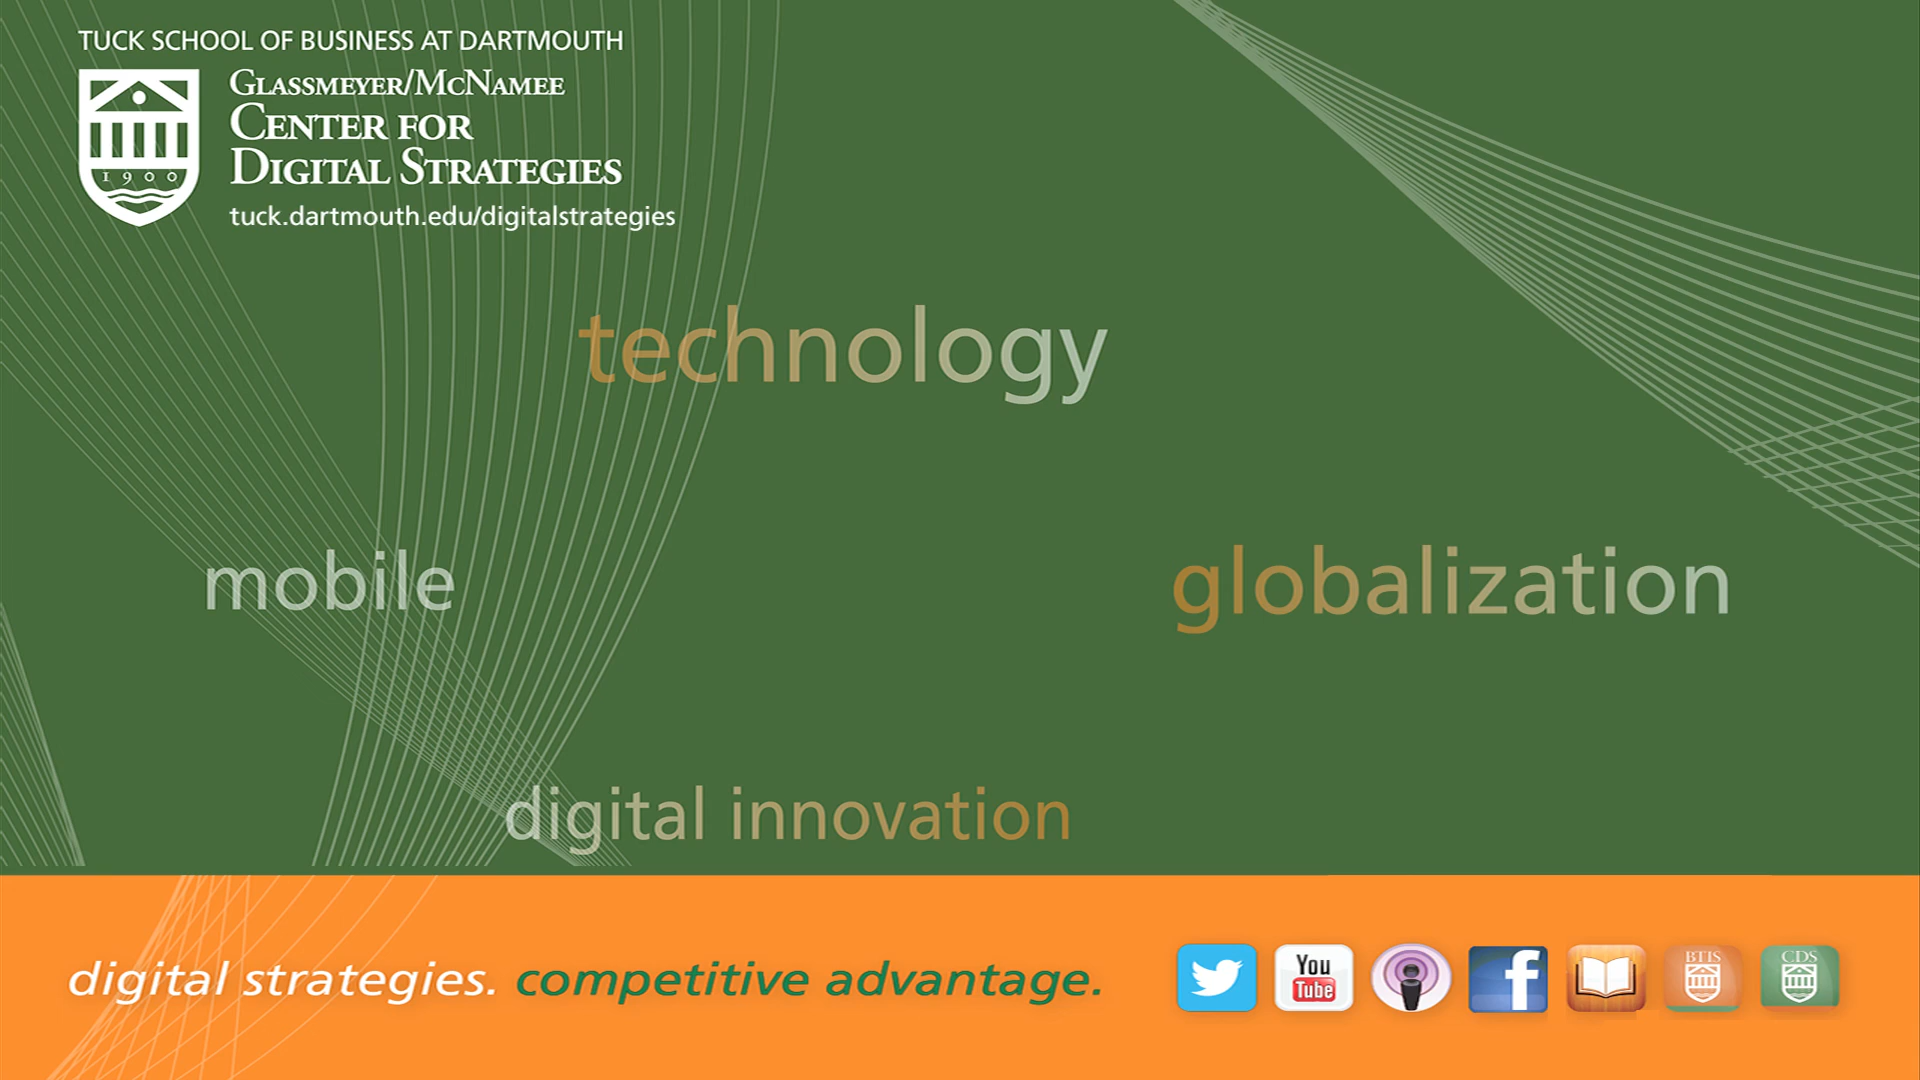 TUCK SCHOOL OF BUSINESS AT DARTMOUTH
GLASSMEYER/MCNAMEE
CENTER FOR
DIGITAL STRATEGIES
1900
tuck.dartmouth.edu/digitalstrategies
technology
mobile
globalization
digital innovation
digital strategies. competitive advantage.
You
Tube
f
BTIS
CDS